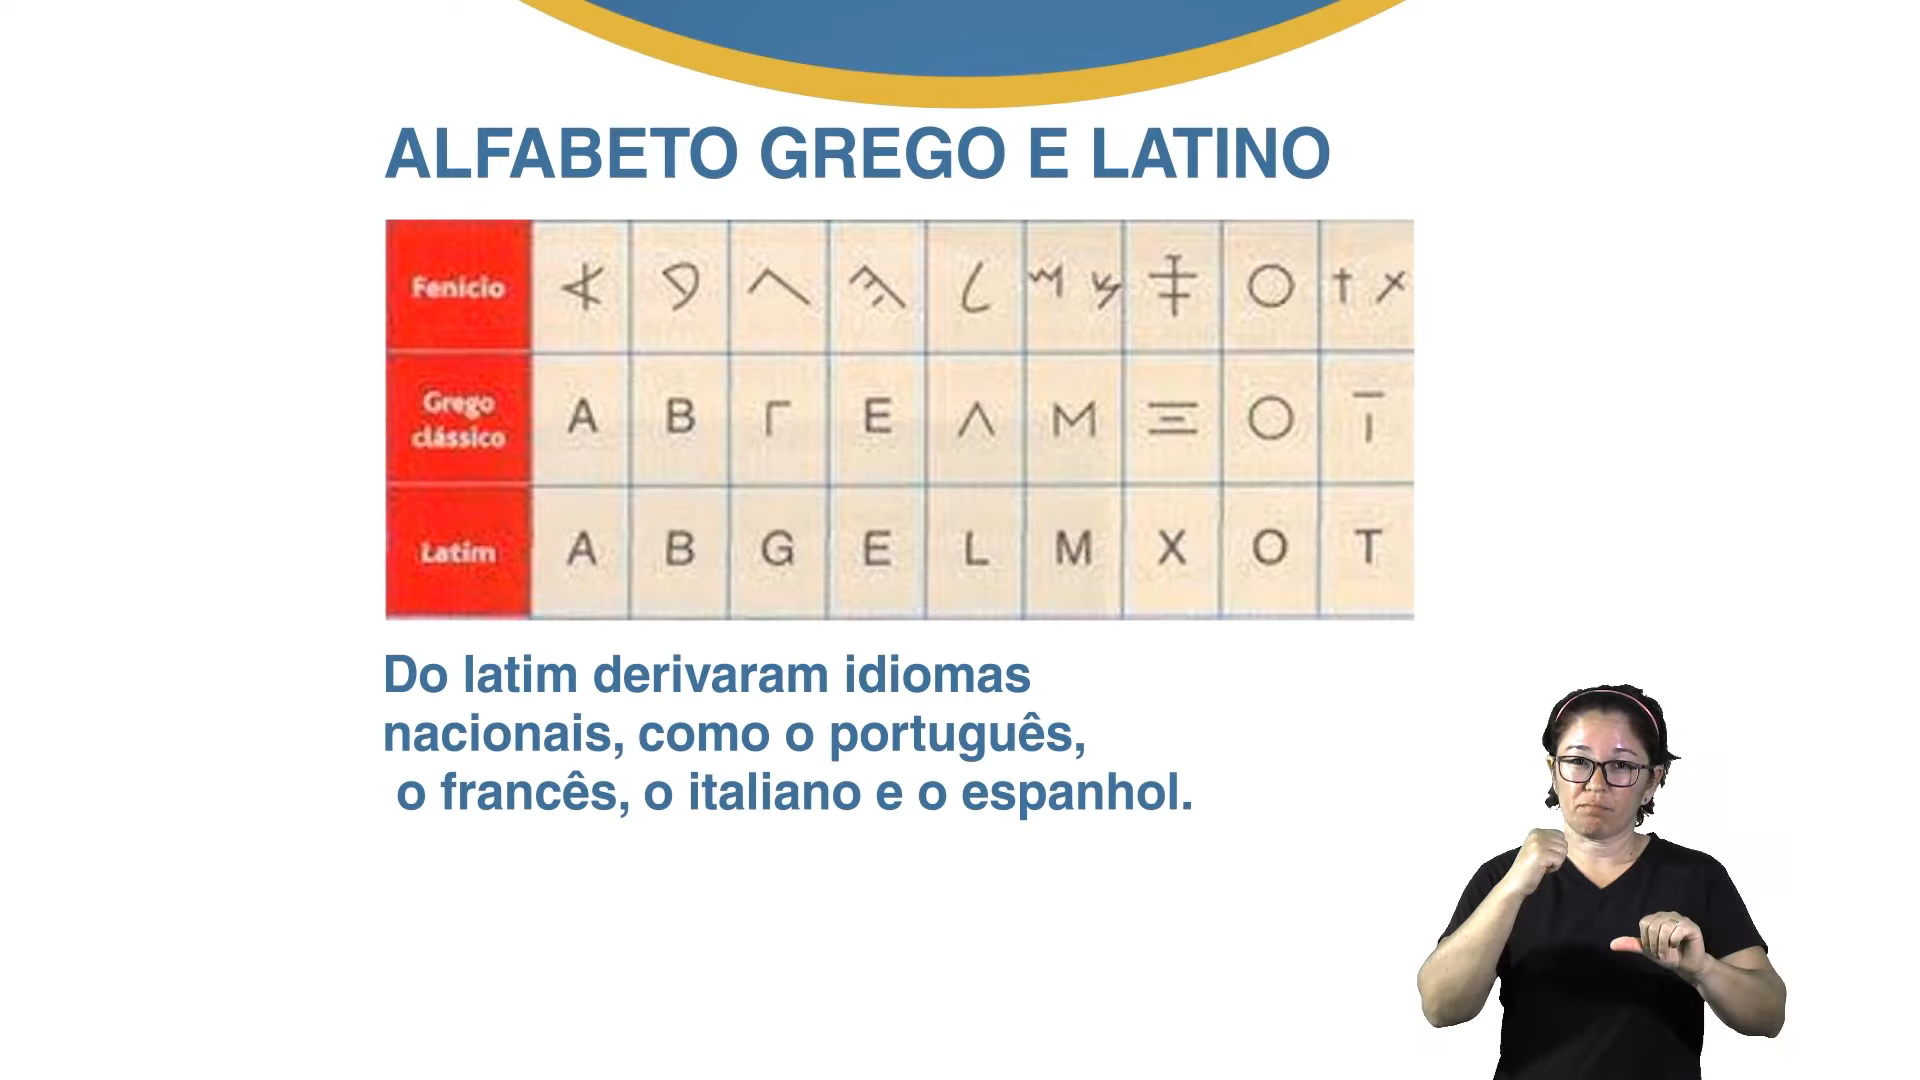 ALFABETO GREGO E LATINO
Fenício 𐤀 𐤁 𐤂 𐤄 𐤋 𐤌 𐤎 𐤏 𐤕
Grego clássico Α Β Γ Ε Λ Μ Ξ Ο Τ
Latim A B G E L M X O T
Do latim derivaram idiomas
nacionais, como o português,
o francês, o italiano e o espanhol.